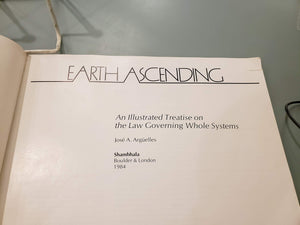 EARTH ASCENDING
An Illustrated Treatise on
the Law Governing Whole Systems
José A. Argüelles
Shambhala
Boulder & London
1984